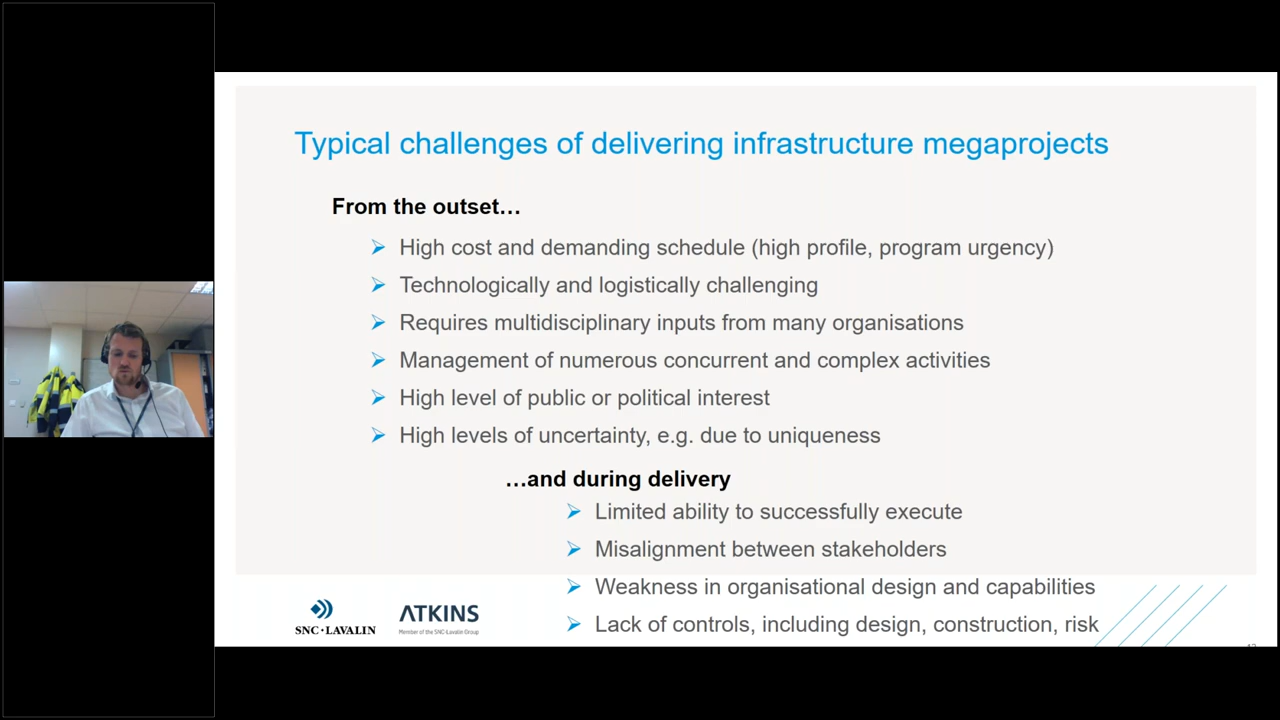 Typical challenges of delivering infrastructure megaprojects
From the outset…
High cost and demanding schedule (high profile, program urgency)
Technologically and logistically challenging
Requires multidisciplinary inputs from many organisations
Management of numerous concurrent and complex activities
High level of public or political interest
High levels of uncertainty, e.g. due to uniqueness
…and during delivery
Limited ability to successfully execute
Misalignment between stakeholders
Weakness in organisational design and capabilities
Lack of controls, including design, construction, risk
SNC·LAVALIN
ATKINS
Member of the SNC-Lavalin Group